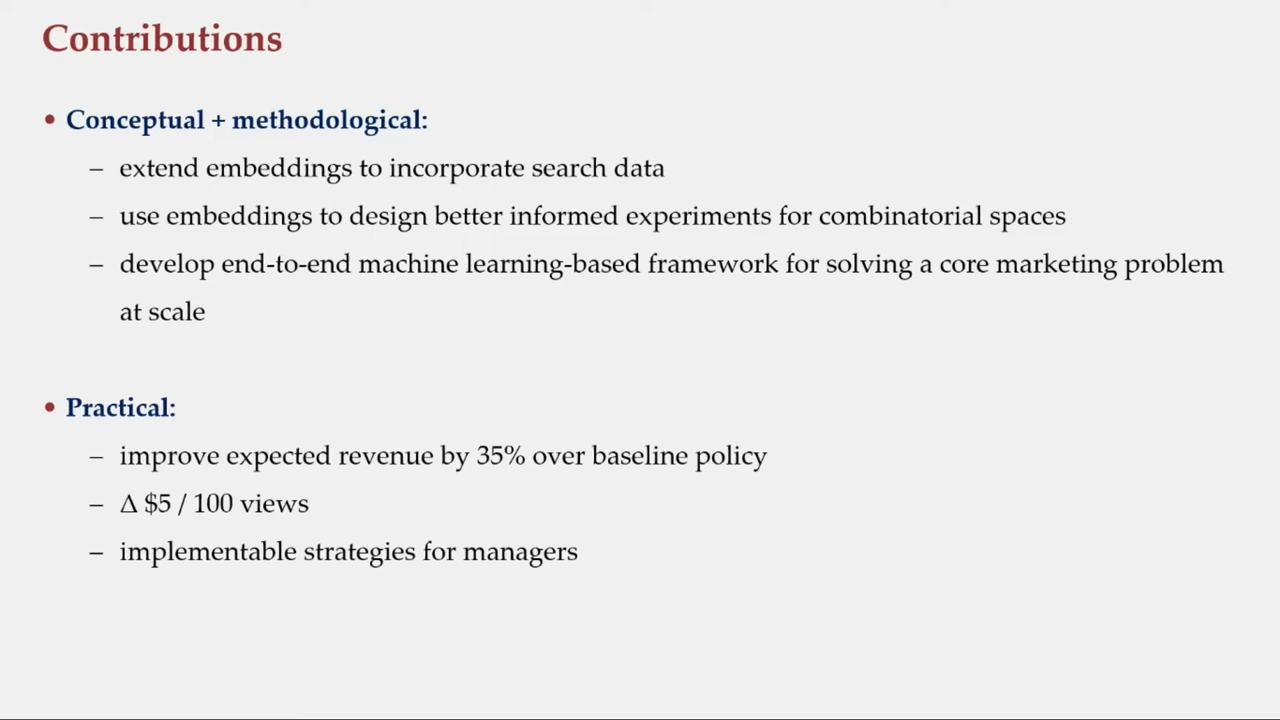 Contributions
• Conceptual + methodological:
– extend embeddings to incorporate search data
– use embeddings to design better informed experiments for combinatorial spaces
– develop end-to-end machine learning-based framework for solving a core marketing problem
at scale
• Practical:
– improve expected revenue by 35% over baseline policy
– Δ $5 / 100 views
– implementable strategies for managers